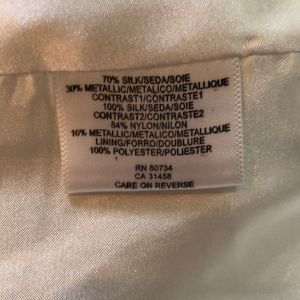 70% SILK/SEDA/SOIE
30% METALLIC/METALICO/METALLIQUE
CONTRAST1/CONTRASTE1
100% SILK/SEDA/SOIE
CONTRAST2/CONTRASTE2
84% NYLON/NILON
16% METALLIC/METALICO/METALLIQUE
LINING/FORRO/DOUBLURE
100% POLYESTER/POLIESTER
RN 80734
CA 31458
CARE ON REVERSE